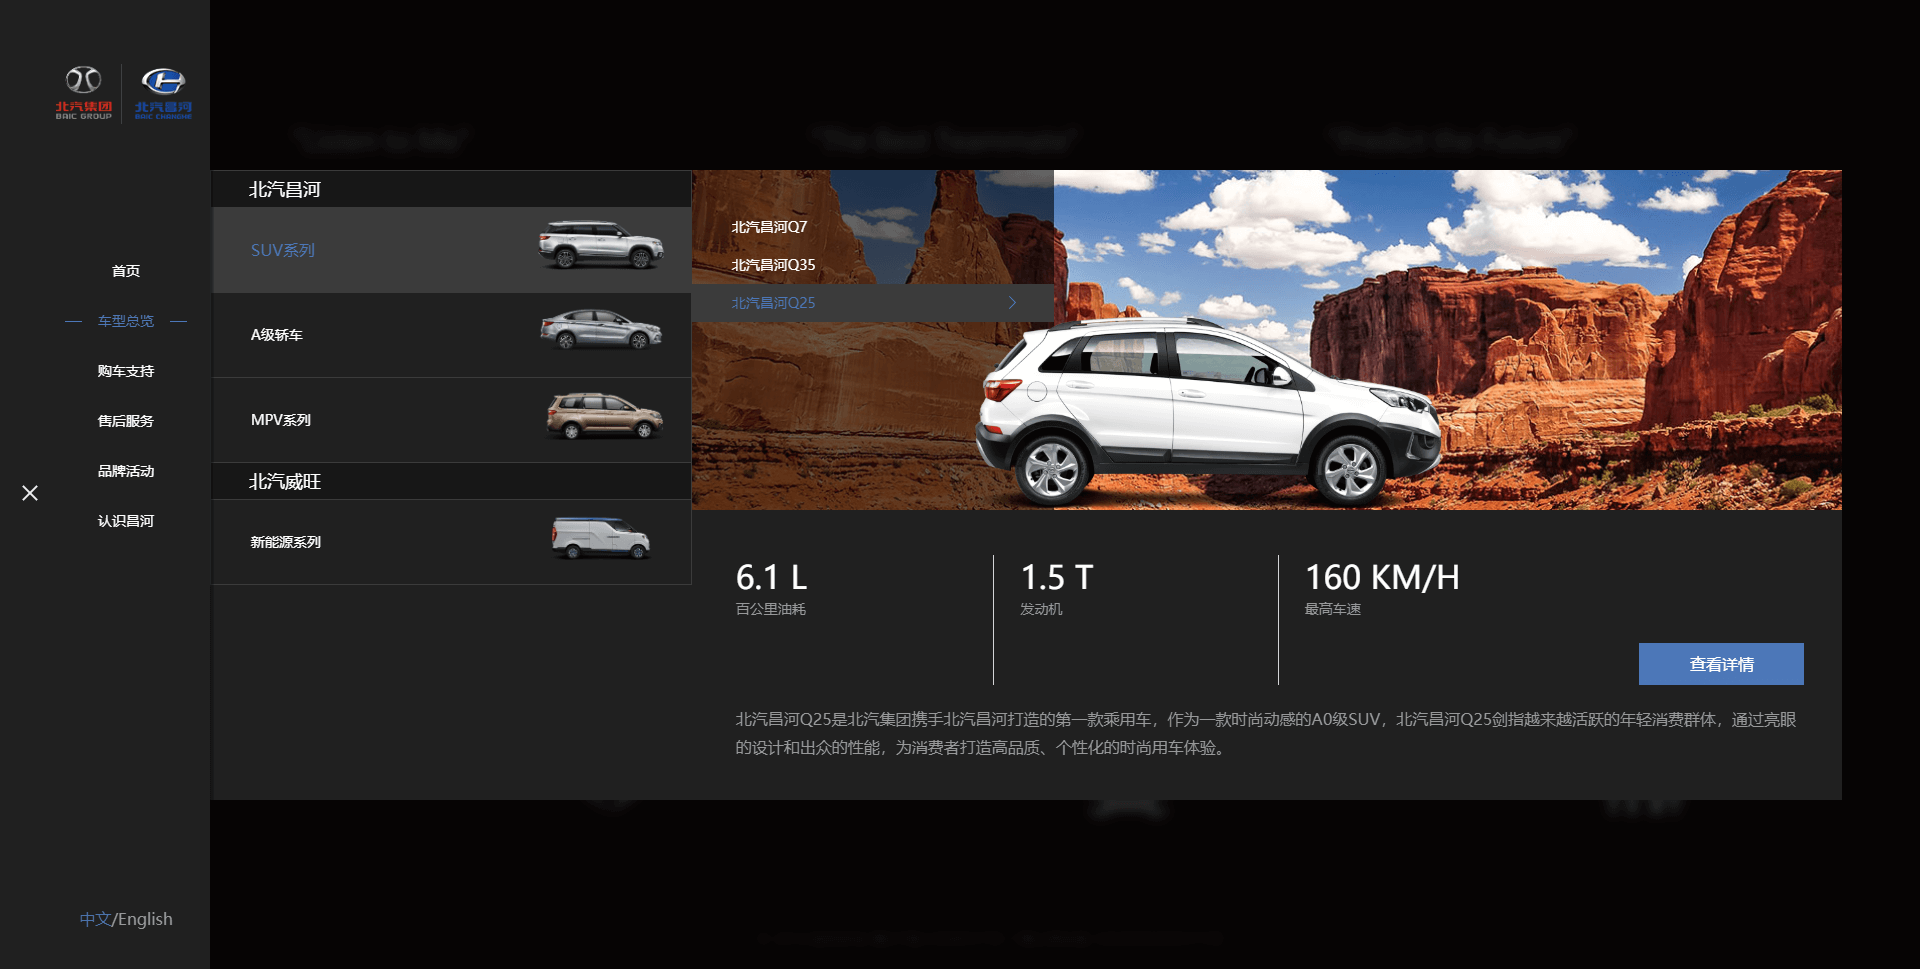 北汽集团
BAIC GROUP
北汽昌河
BAIC CHANGHE
"Listen to Me"
"The Best Teammate"
"Predict the Future"
首页
车型总览
购车支持
售后服务
品牌活动
认识昌河
中文/English
北汽昌河
SUV系列
A级轿车
MPV系列
北汽威旺
新能源系列
北汽昌河Q7
北汽昌河Q35
北汽昌河Q25
6.1 L
百公里油耗
1.5 T
发动机
160 KM/H
最高车速
查看详情
北汽昌河Q25是北汽集团携手北汽昌河打造的第一款乘用车，作为一款时尚动感的A0级SUV，北汽昌河Q25剑指越来越活跃的年轻消费群体，通过亮眼
的设计和出众的性能，为消费者打造高品质、个性化的时尚用车体验。